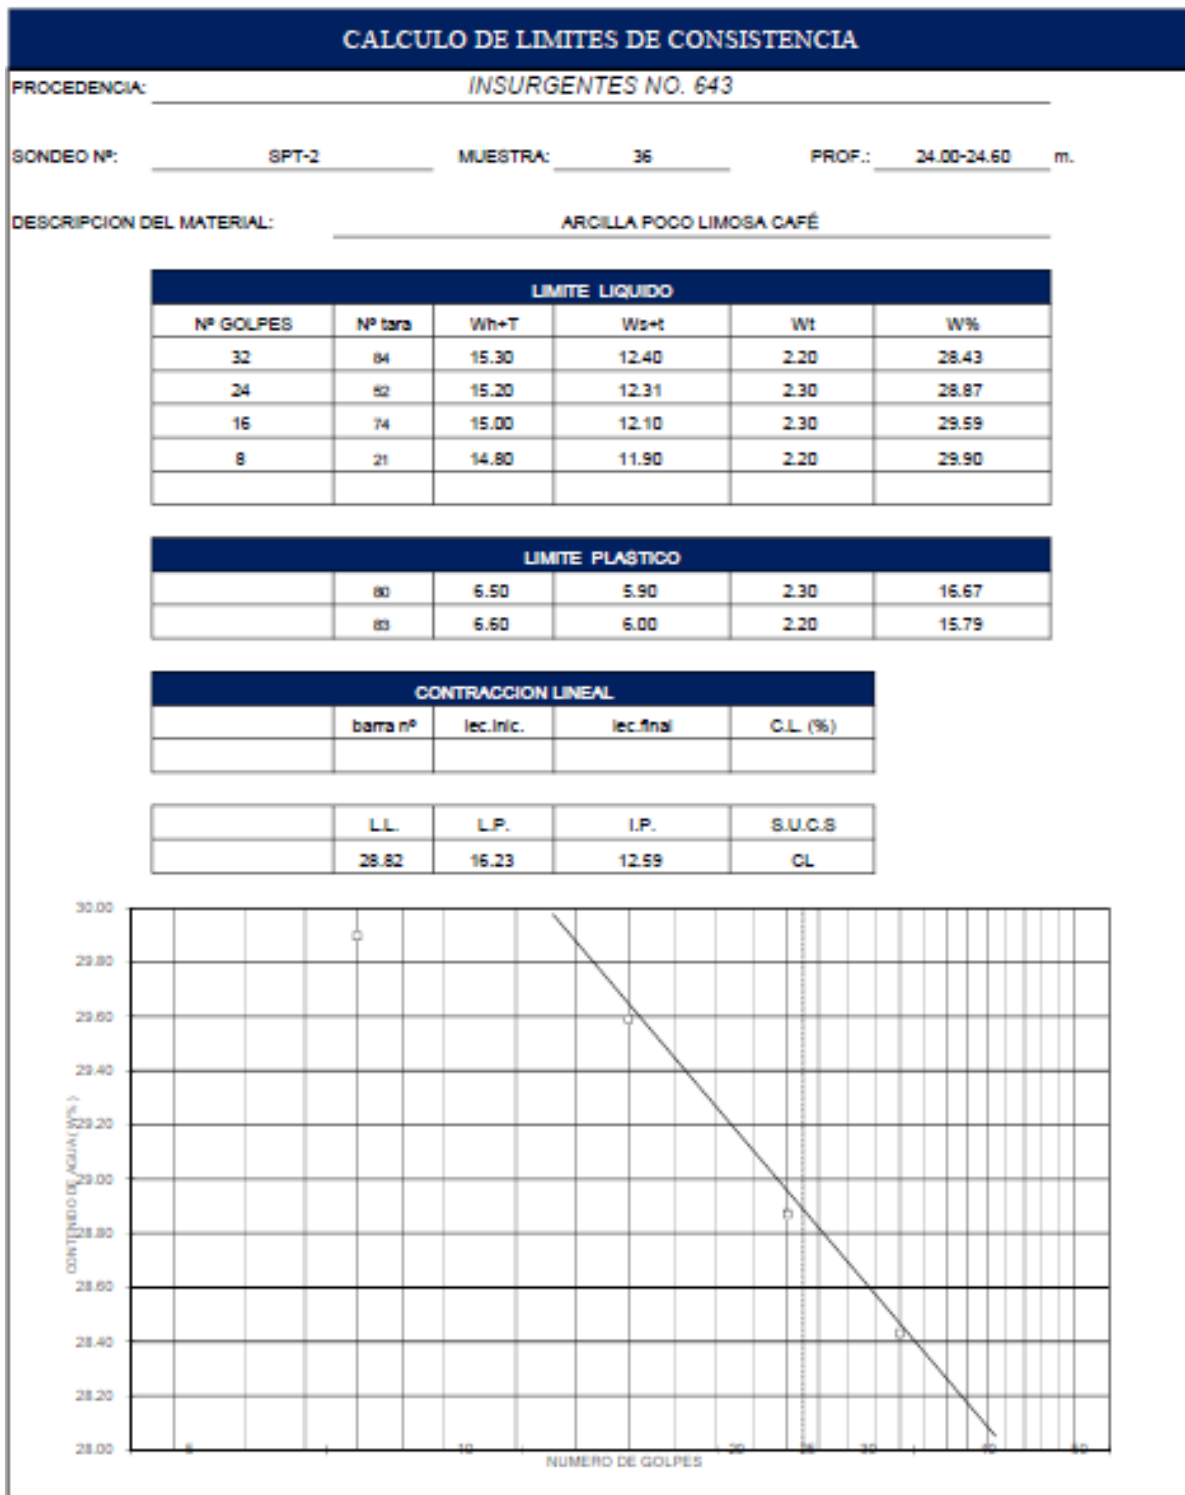 CALCULO DE LIMITES DE CONSISTENCIA
PROCEDENCIA: INSURGENTES NO. 643
SONDEO Nº: SPT-2 MUESTRA: 36 PROF.: 24.00-24.60 m.
DESCRIPCION DEL MATERIAL: ARCILLA POCO LIMOSA CAFÉ
LIMITE LIQUIDO
Nº GOLPES Nº tara Wh+T Ws+t Wt W%
32 84 15.30 12.40 2.20 28.43
24 52 15.20 12.31 2.30 28.87
16 74 15.00 12.10 2.30 29.59
8 21 14.80 11.90 2.20 29.90
LIMITE PLASTICO
80 6.50 5.90 2.30 16.67
83 6.60 6.00 2.20 15.79
CONTRACCION LINEAL
barra nº lec.inic. lec.final C.L. (%)
L.L. L.P. I.P. S.U.C.S
28.82 16.23 12.59 CL
30.00
29.80
29.60
29.40
29.20
29.00
28.80
28.60
28.40
28.20
28.00
CONTENIDO DE AGUA ( W% )
10 20 30 40
NUMERO DE GOLPES